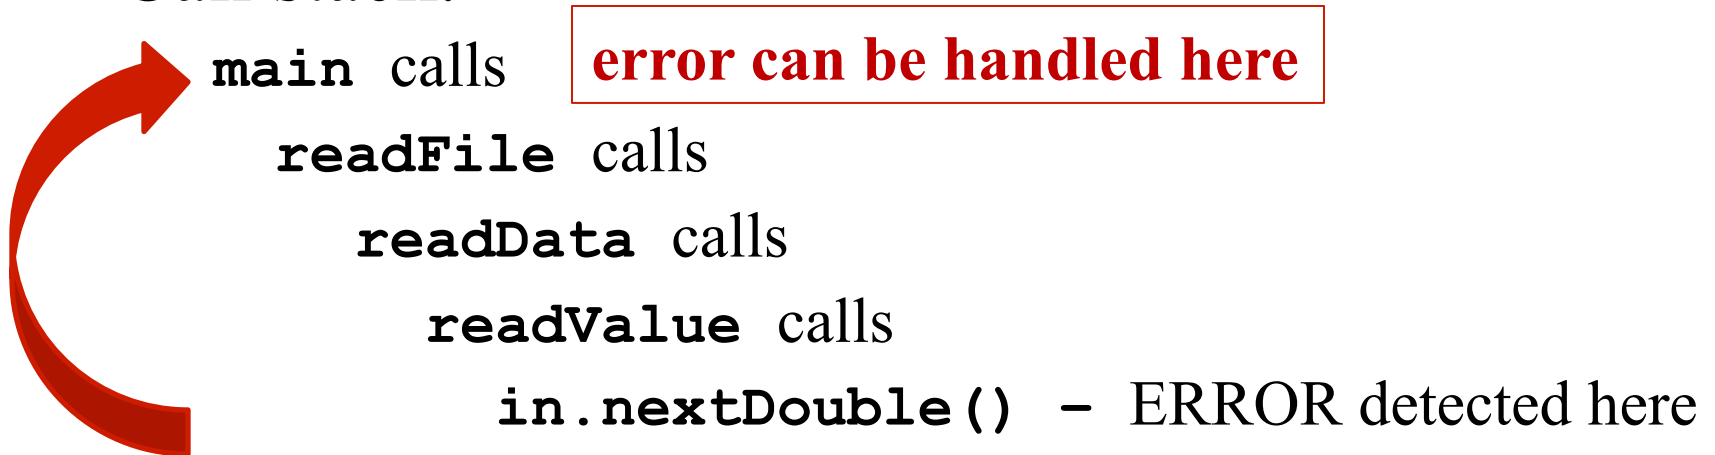 main calls error can be handled here
readFile calls
readData calls
readValue calls
in.nextDouble() – ERROR detected here